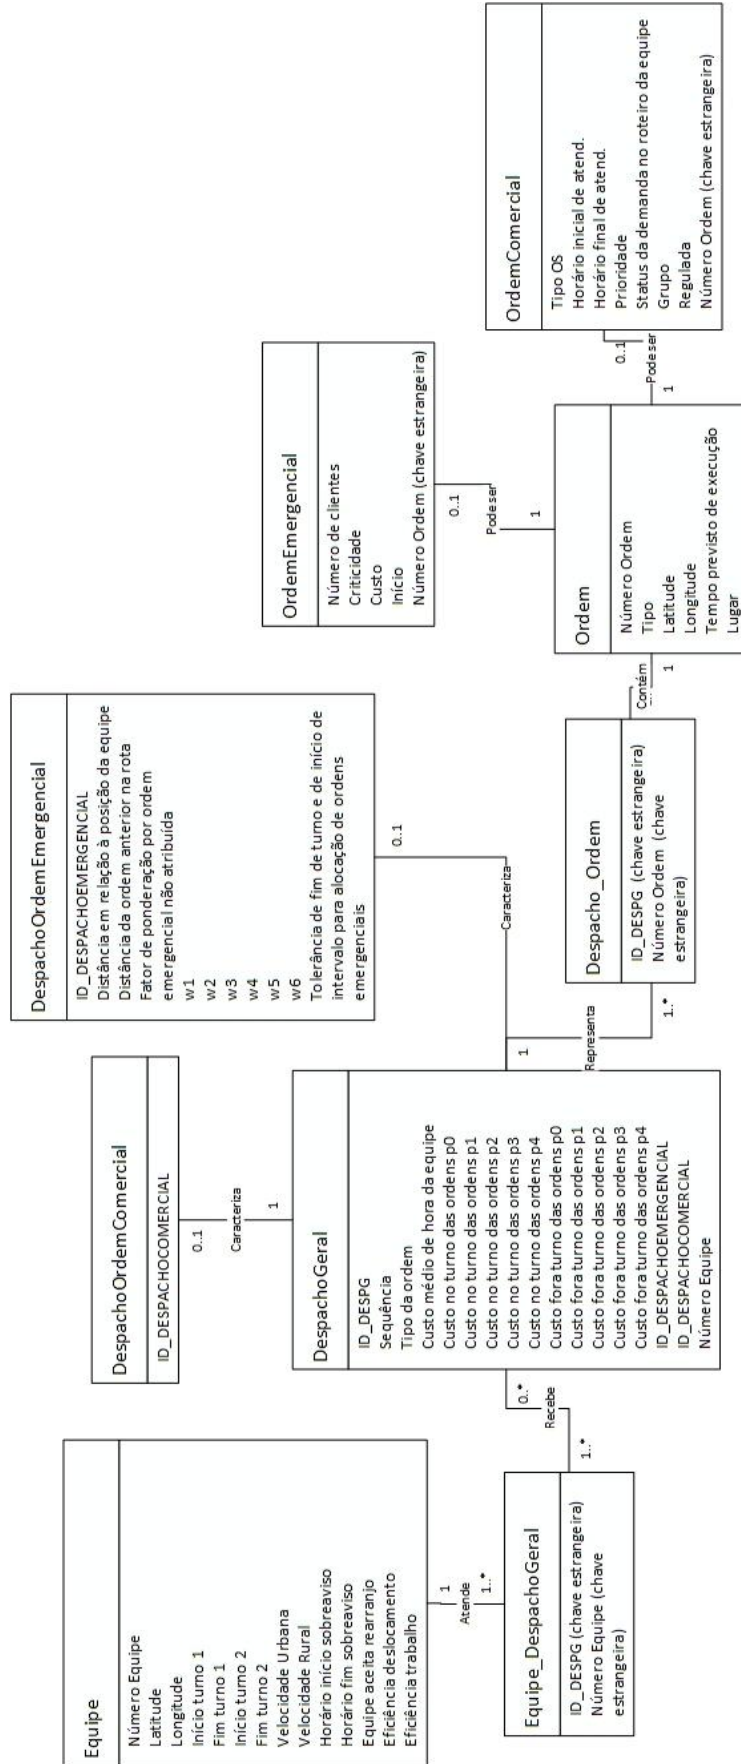 Equipe
Número Equipe
Latitude
Longitude
Início turno 1
Fim turno 1
Início turno 2
Fim turno 2
Velocidade Urbana
Velocidade Rural
Horário início sobreaviso
Horário fim sobreaviso
Equipe aceita rearranjo
Eficiência deslocamento
Eficiência trabalho
1
Atende
1..*
Equipe_DespachoGeral
ID_DESPG (chave estrangeira)
Número Equipe (chave
estrangeira)
1..*
Recebe
0..*
DespachoOrdemComercial
ID_DESPACHOCOMERCIAL
0..1
Caracteriza
1
DespachoGeral
ID_DESPG
Sequência
Tipo da ordem
Custo médio de hora da equipe
Custo no turno das ordens p0
Custo no turno das ordens p1
Custo no turno das ordens p2
Custo no turno das ordens p3
Custo no turno das ordens p4
Custo fora turno das ordens p0
Custo fora turno das ordens p1
Custo fora turno das ordens p2
Custo fora turno das ordens p3
Custo fora turno das ordens p4
ID_DESPACHOEMERGENCIAL
ID_DESPACHOCOMERCIAL
Número Equipe
DespachoOrdemEmergencial
ID_DESPACHOEMERGENCIAL
Distância em relação à posição da equipe
Distância da ordem anterior na rota
Fator de ponderação por ordem
emergencial não atribuída
w1
w2
w3
w4
w5
w6
Tolerância de fim de turno e de início de
intervalo para alocação de ordens
emergenciais
0..1
Caracteriza
1
Representa
1..*
Despacho_Ordem
ID_DESPG (chave estrangeira)
Número Ordem (chave
estrangeira)
Contém
1
OrdemEmergencial
Número de clientes
Criticidade
Custo
Início
Número Ordem (chave estrangeira)
0..1
Pode ser
1
Ordem
Número Ordem
Tipo
Latitude
Longitude
Tempo previsto de execução
Lugar
1
Pode ser
0..1
OrdemComercial
Tipo OS
Horário inicial de atend.
Horário final de atend.
Prioridade
Status da demanda no roteiro da equipe
Grupo
Regulada
Número Ordem (chave estrangeira)